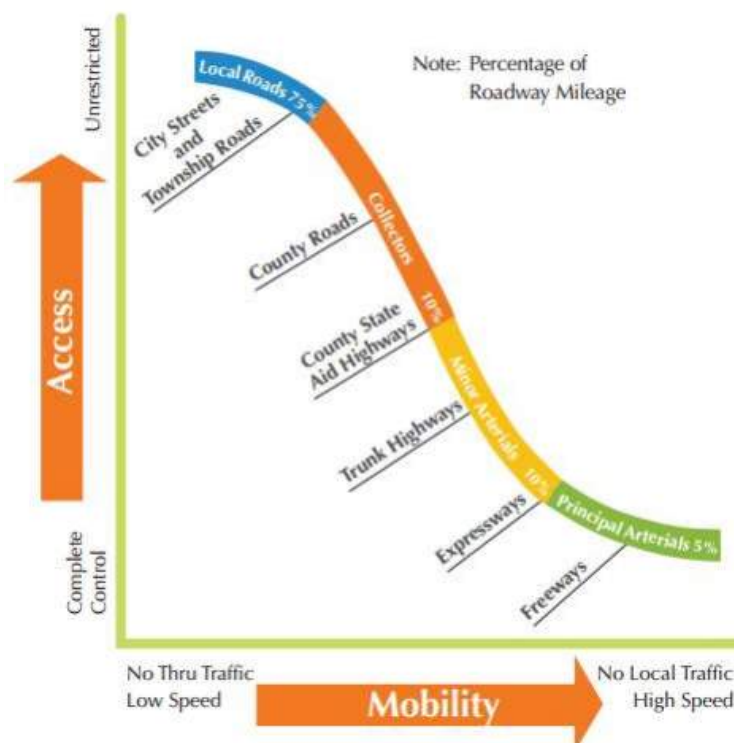 Unrestricted
Access
Complete
Control
Note: Percentage of
Roadway Mileage
Local Roads 75%
City Streets
and
Township Roads
Collectors 10%
County Roads
County State
Aid Highways
Minor Arterials 10%
Trunk Highways
Expressways
Principal Arterials 5%
Freeways
No Thru Traffic
Low Speed
Mobility
No Local Traffic
High Speed